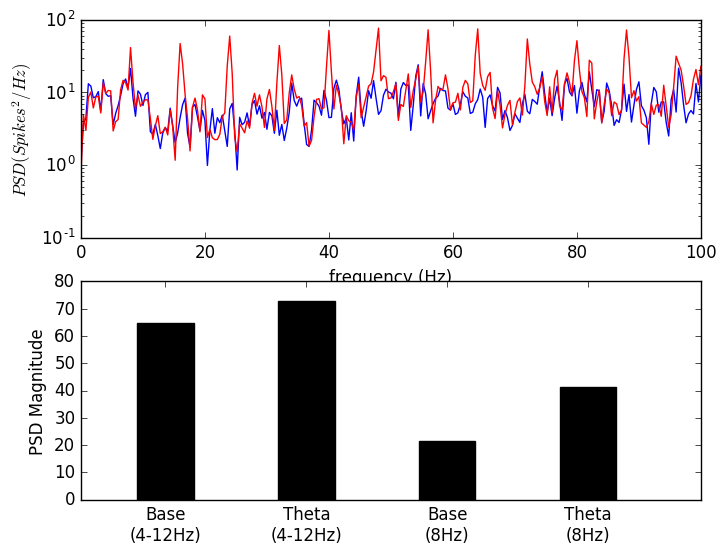 10^2
10^1
10^0
10^-1
PSD(Spikes^2/Hz)
0 20 40 60 80 100
frequency (Hz)
80
70
60
50
40
30
20
10
0
PSD Magnitude
Base Theta Base Theta
(4-12Hz) (4-12Hz) (8Hz) (8Hz)